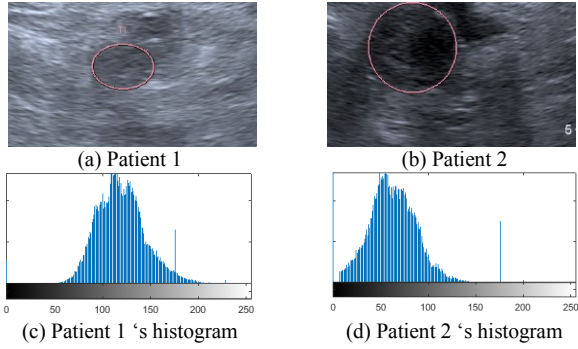 5
(a) Patient 1
(b) Patient 2
0 50 100 150 200 250
0 50 100 150 200 250
(c) Patient 1 ‘s histogram
(d) Patient 2 ‘s histogram